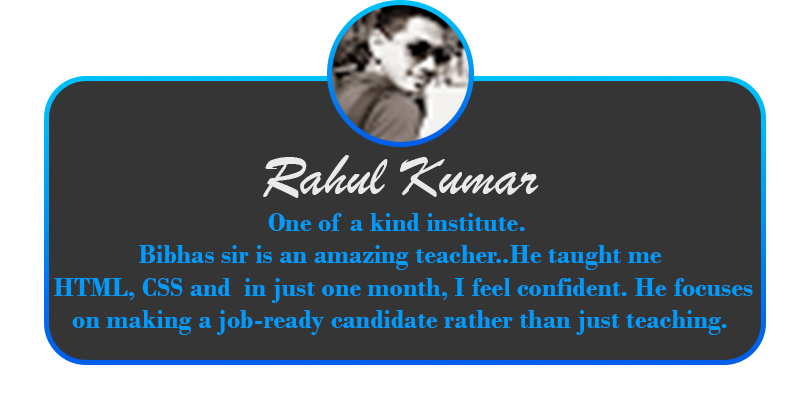 Rahul Kumar
One of a kind institute.
Bibhas sir is an amazing teacher..He taught me
HTML, CSS and  in just one month, I feel confident. He focuses
on making a job-ready candidate rather than just teaching.